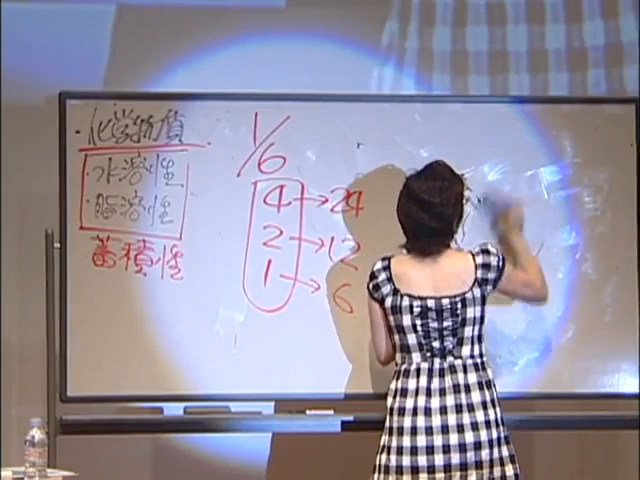 ・化学物質
・水溶性
・脂溶性
蓄積性
1/6
4→24
2→12
1→6